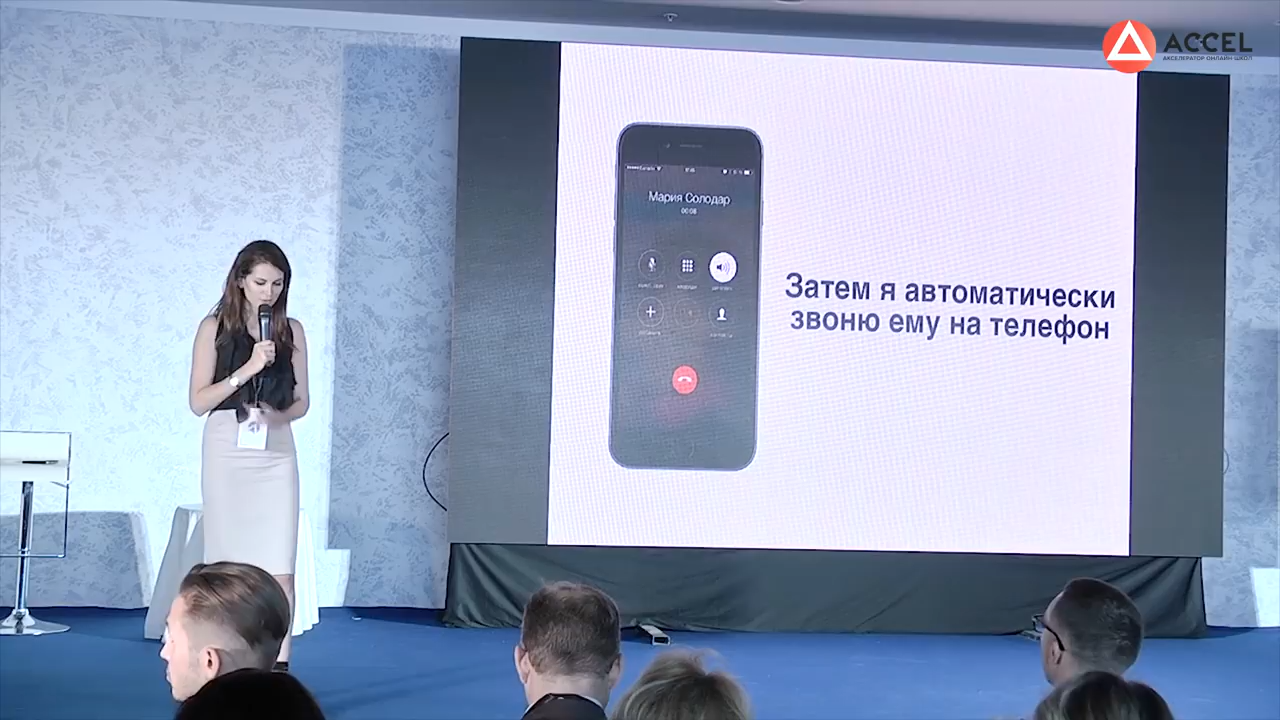 ACCEL
АКСЕЛЕРАТОР ОНЛАЙН-ШКОЛ
Мария Солодар
00:08
Затем я автоматически
звоню ему на телефон